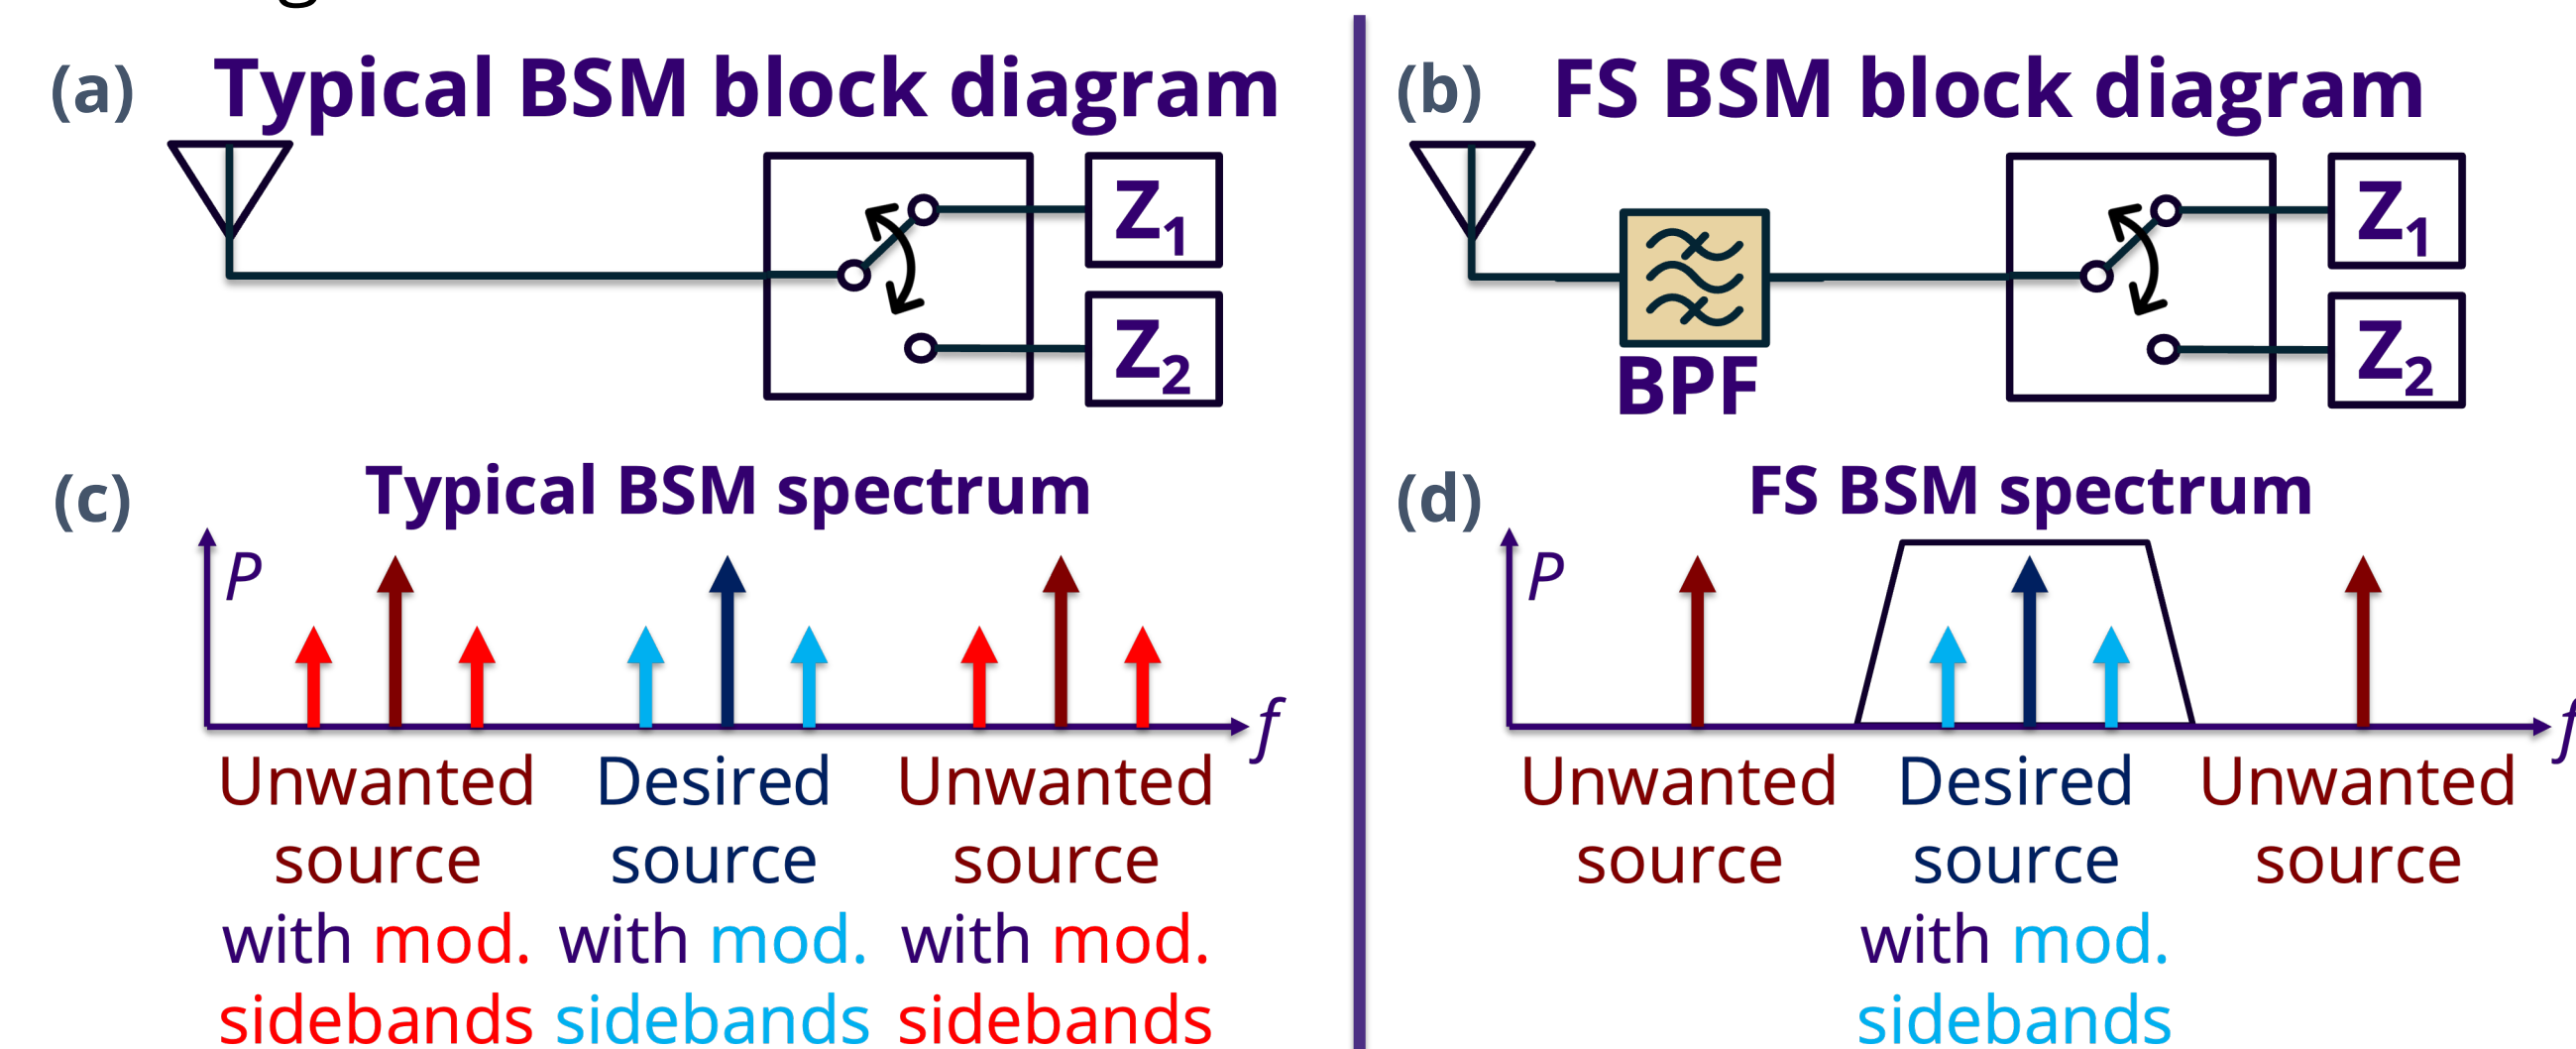 (a) Typical BSM block diagram
Z1
Z2
(b) FS BSM block diagram
BPF
Z1
Z2
(c) Typical BSM spectrum
P
f
Unwanted source with mod. sidebands
Desired source with mod. sidebands
Unwanted source with mod. sidebands
(d) FS BSM spectrum
P
f
Unwanted source
Desired source with mod. sidebands
Unwanted source